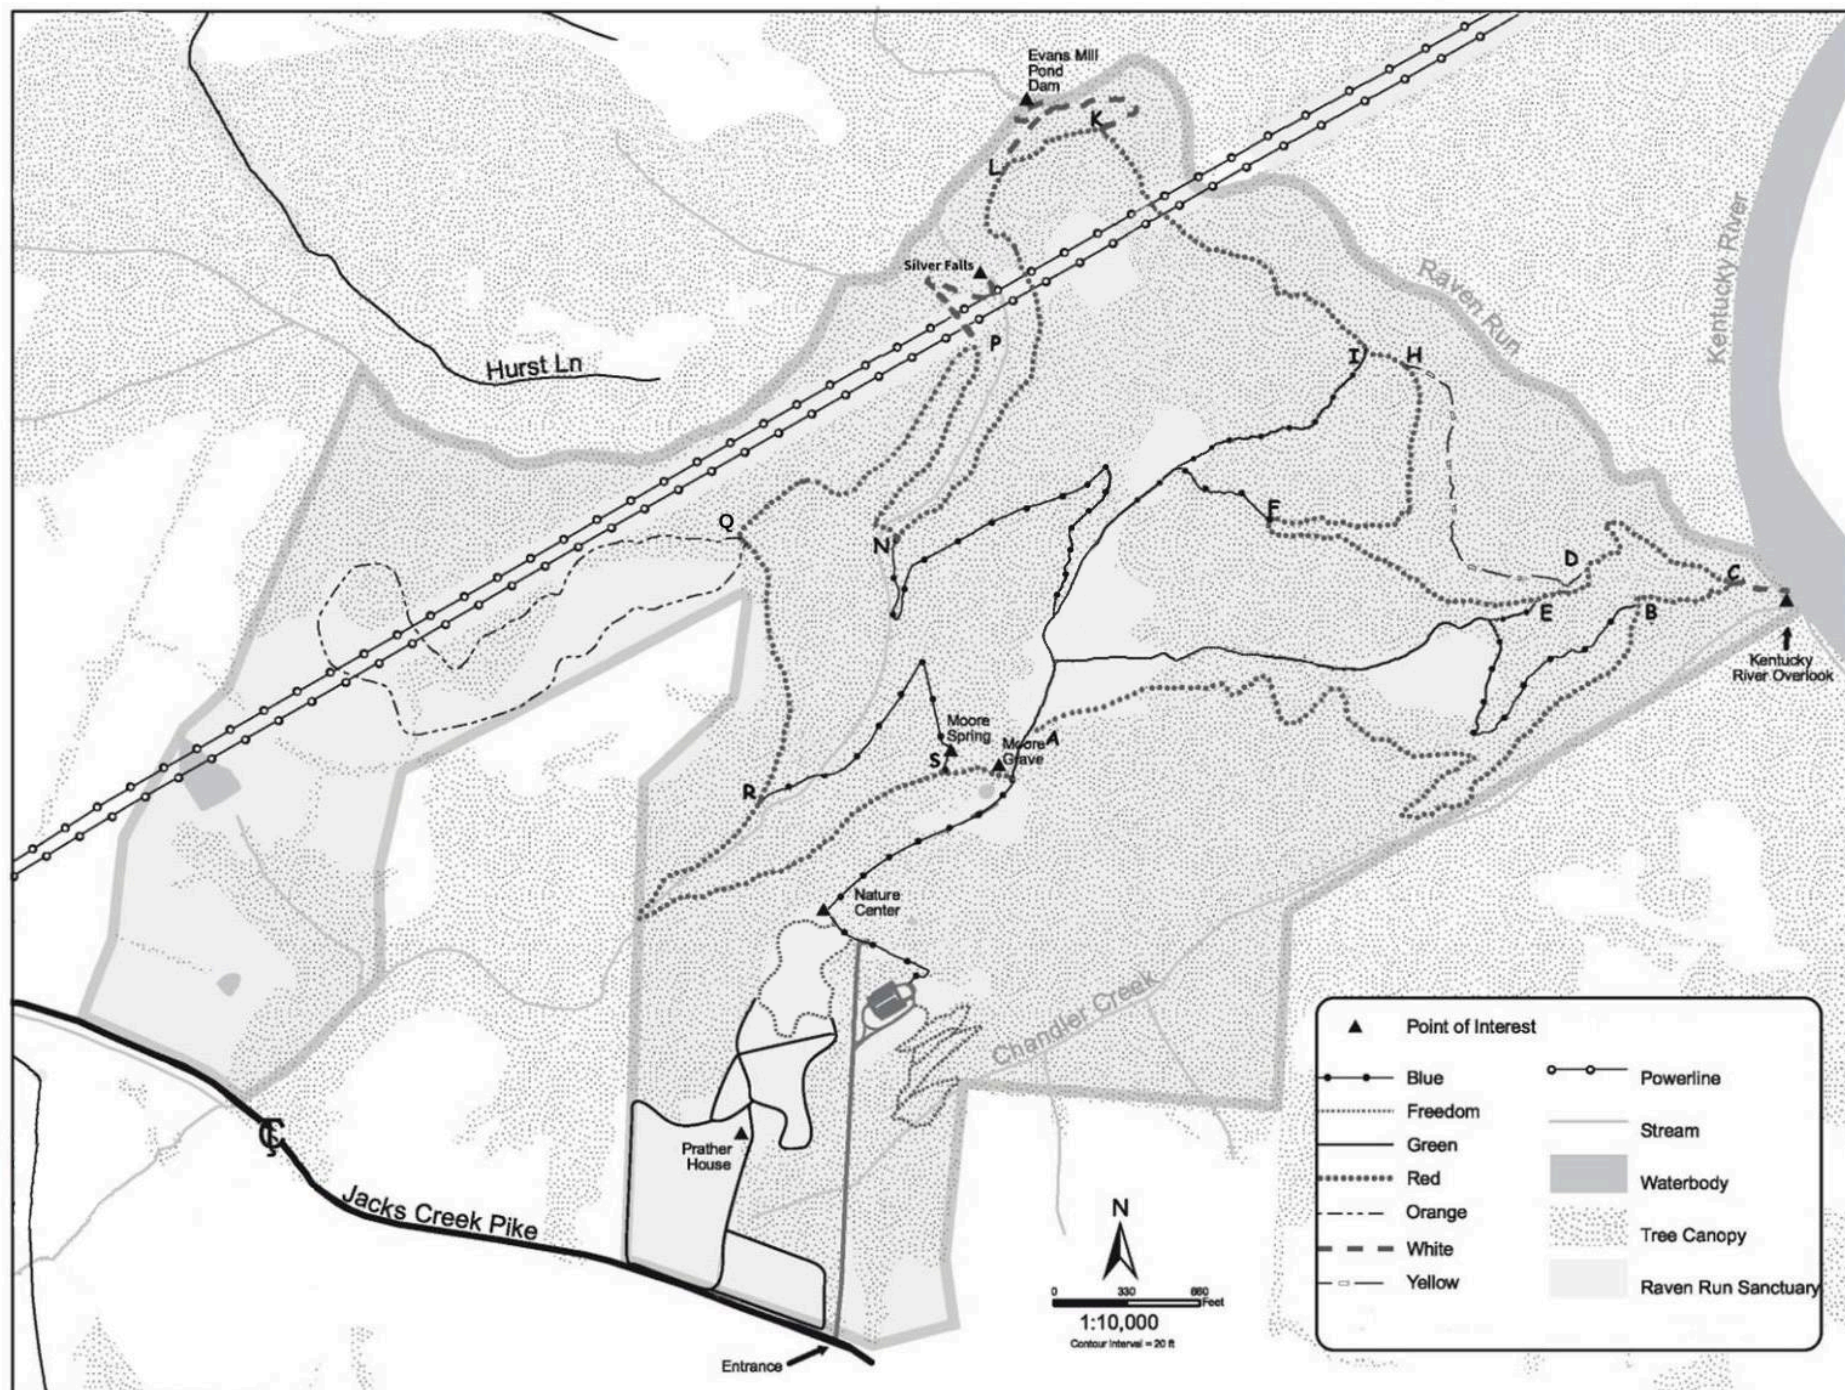 Evans Mill
Pond
Dam
K
L
Silver Falls
P
Raven Run
Kentucky River
Hurst Ln
I
H
Q
N
F
D
C
E
B
Kentucky
River Overlook
Moore
Spring
Moore
Grave
A
S
R
Nature
Center
Chandler Creek
Prather
House
Jacks Creek Pike
Entrance
N
0 330 660
Feet
1:10,000
Contour Interval = 20 ft
Point of Interest
Blue
Freedom
Green
Red
Orange
White
Yellow
Powerline
Stream
Waterbody
Tree Canopy
Raven Run Sanctuary